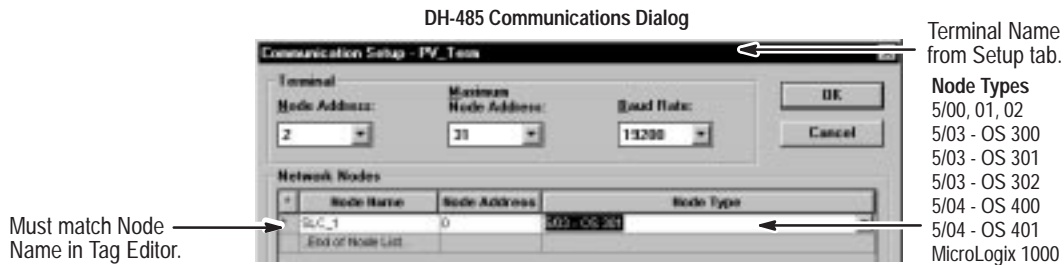 DH-485 Communications Dialog
Terminal Name
from Setup tab.
Communication Setup - PV_Term
Terminal
Node Address:
Maximum
Node Address:
Baud Rate:
2
31
19200
OK
Cancel
Node Types
5/00, 01, 02
5/03 - OS 300
5/03 - OS 301
5/03 - OS 302
5/04 - OS 400
5/04 - OS 401
MicroLogix 1000
Network Nodes
* Node Name Node Address Node Type
SLC_1 0 5/03 - OS 301
End of Node List
Must match Node
Name in Tag Editor.